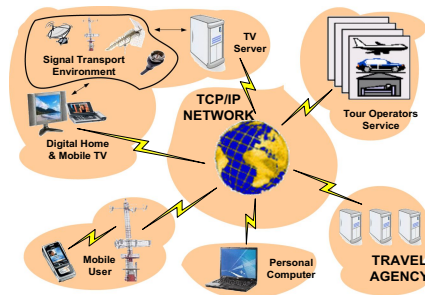 Signal Transport
Environment
TV
Server
TCP/IP
NETWORK
Tour Operators
Service
Digital Home
& Mobile TV
Mobile
User
Personal
Computer
TRAVEL
AGENCY